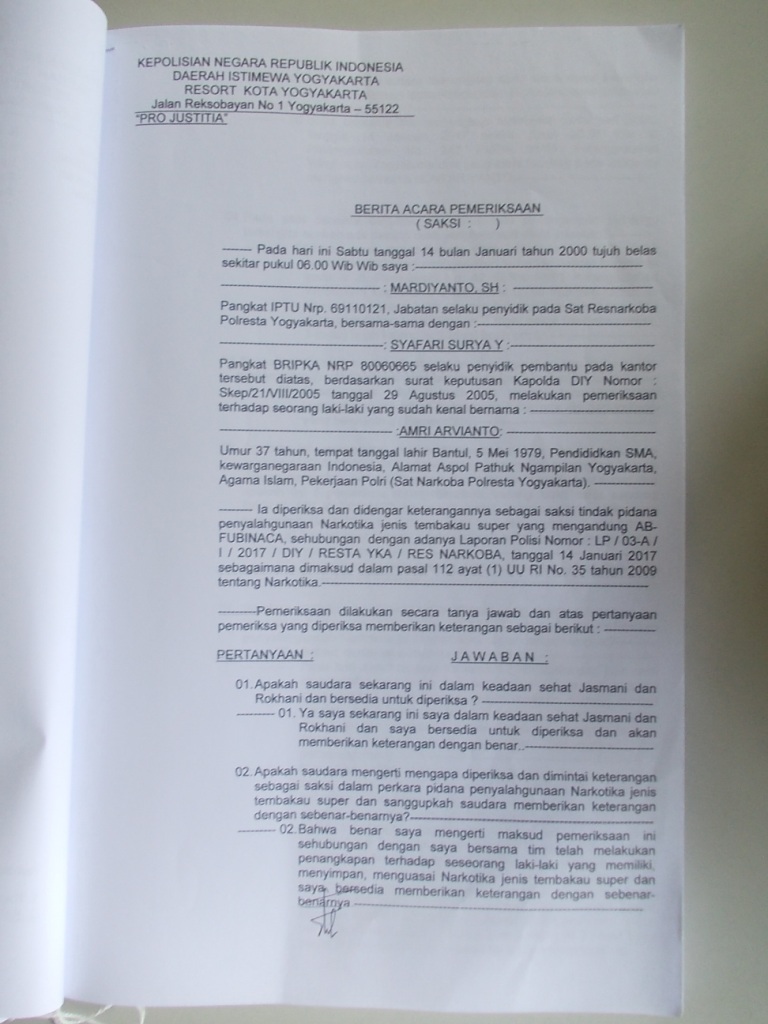 KEPOLISIAN NEGARA REPUBLIK INDONESIA
DAERAH ISTIMEWA YOGYAKARTA
RESORT KOTA YOGYAKARTA
Jalan Reksobayan No 1 Yogyakarta – 55122
"PRO JUSTITIA"
BERITA ACARA PEMERIKSAAN
( SAKSI : )
------- Pada hari ini Sabtu tanggal 14 bulan Januari tahun 2000 tujuh belas
sekitar pukul 06.00 Wib Wib saya :----------------------------------------
------------------------------ : MARDIYANTO, SH : --------------------------
Pangkat IPTU Nrp. 69110121, Jabatan selaku penyidik pada Sat Resnarkoba
Polresta Yogyakarta, bersama-sama dengan :------------------------------
------------------------------: SYAFARI SURYA Y :--------------------------
Pangkat BRIPKA NRP 80060665 selaku penyidik pembantu pada kantor
tersebut diatas, berdasarkan surat keputusan Kapolda DIY Nomor :
Skep/21/VIII/2005 tanggal 29 Agustus 2005, melakukan pemeriksaan
terhadap seorang laki-laki yang sudah kenal bernama : ----------------------
-------------------------------- :AMRI ARVIANTO: ---------------------------
Umur 37 tahun, tempat tanggal lahir Bantul, 5 Mei 1979, Pendididkan SMA,
kewarganegaraan Indonesia, Alamat Aspol Pathuk Ngampilan Yogyakarta,
Agama Islam, Pekerjaan Polri (Sat Narkoba Polresta Yogyakarta). ------------
-------- Ia diperiksa dan didengar keterangannya sebagai saksi tindak pidana
penyalahgunaan Narkotika jenis tembakau super yang mengandung AB-
FUBINACA, sehubungan dengan adanya Laporan Polisi Nomor : LP / 03-A /
I / 2017 / DIY / RESTA YKA / RES NARKOBA, tanggal 14 Januari 2017
sebagaimana dimaksud dalam pasal 112 ayat (1) UU RI No. 35 tahun 2009
tentang Narkotika.----------------------------------------------------------
---------Pemeriksaan dilakukan secara tanya jawab dan atas pertanyaan
pemeriksa yang diperiksa memberikan keterangan sebagai berikut : ----------
PERTANYAAN : J A W A B A N :
01. Apakah saudara sekarang ini dalam keadaan sehat Jasmani dan
Rokhani dan bersedia untuk diperiksa ? ------------------------------
--------- 01. Ya saya sekarang ini saya dalam keadaan sehat Jasmani dan
Rokhani dan saya bersedia untuk diperiksa dan akan
memberikan keterangan dengan benar..----------------------
02. Apakah saudara mengerti mengapa diperiksa dan dimintai keterangan
sebagai saksi dalam perkara pidana penyalahgunaan Narkotika jenis
tembakau super dan sanggupkah saudara memberikan keterangan
dengan sebenar-benarnya?-------------------------------------------
--------- 02. Bahwa benar saya mengerti maksud pemeriksaan ini
sehubungan dengan saya bersama tim telah melakukan
penangkapan terhadap seseorang laki-laki yang memiliki,
menyimpan, menguasai Narkotika jenis tembakau super dan
saya bersedia memberikan keterangan dengan sebenar-
benarnya --------------------------------------------------